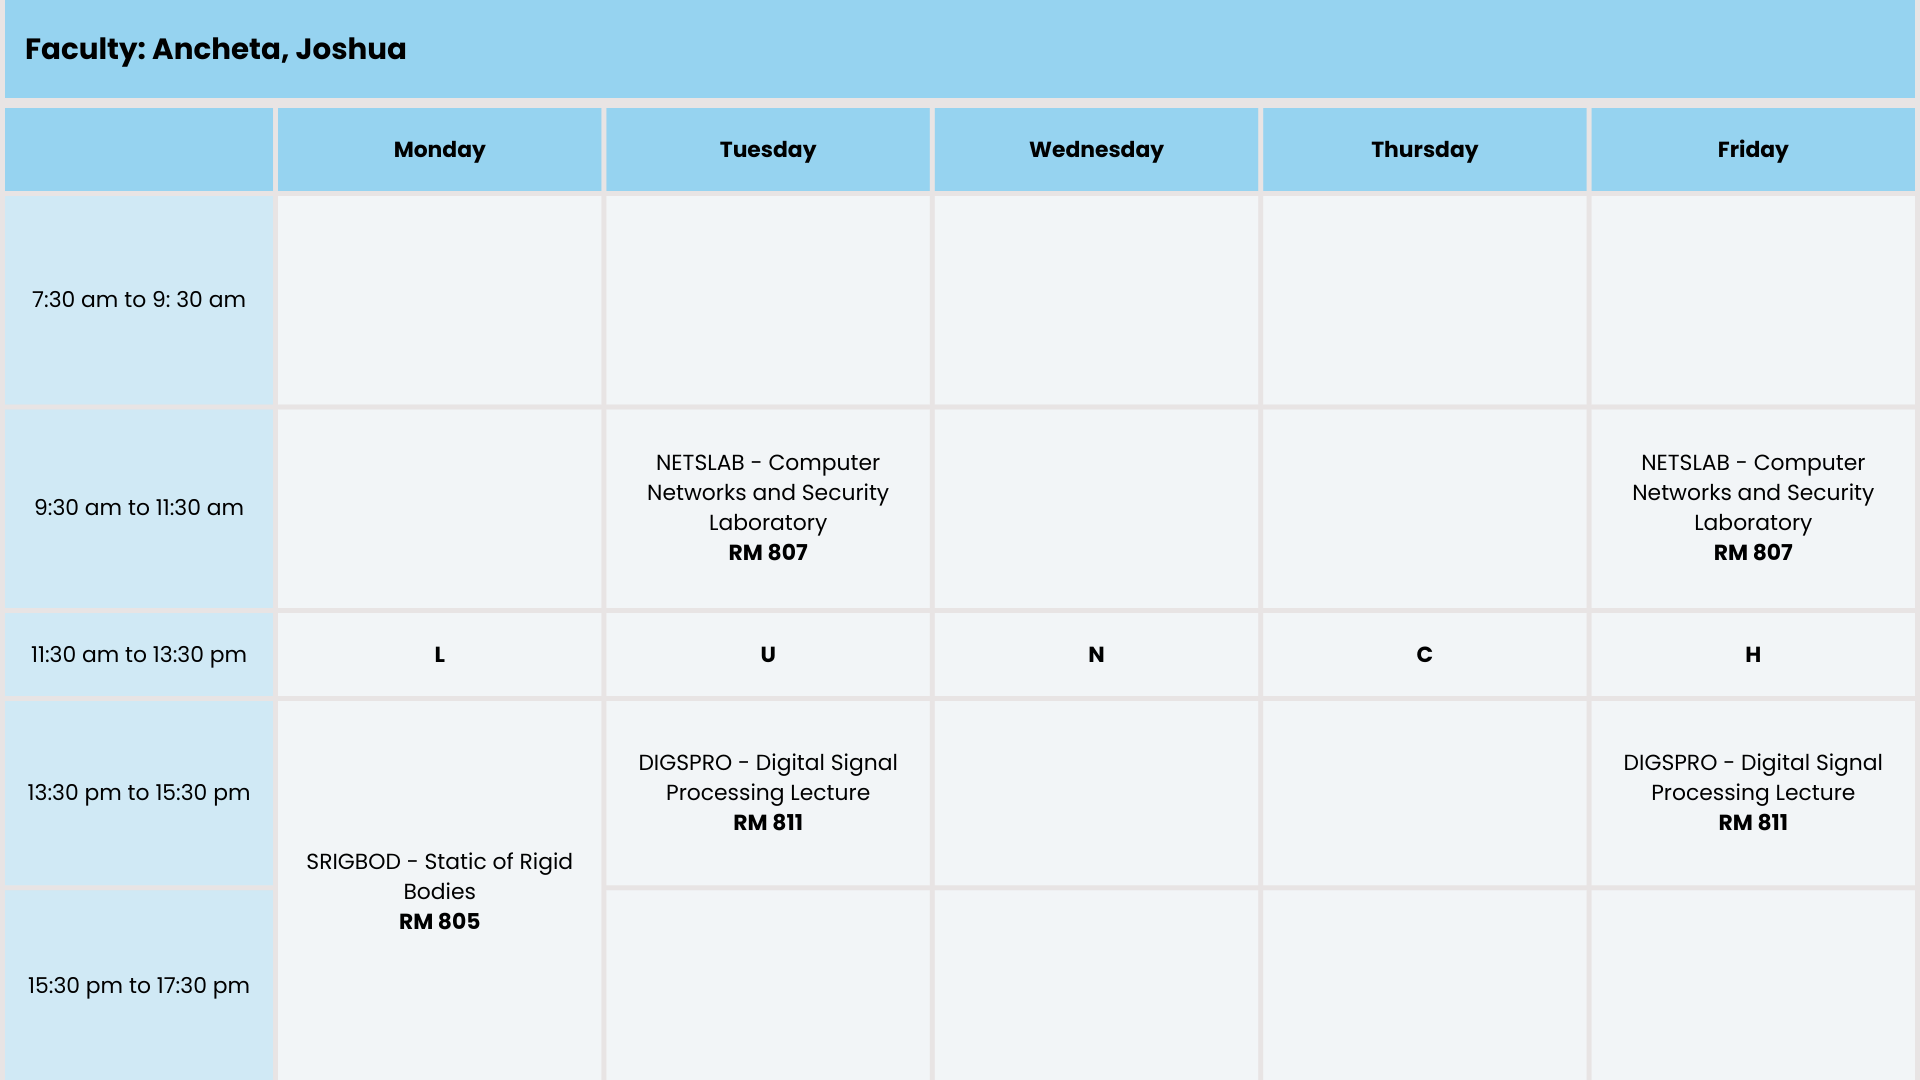 Faculty: Ancheta, Joshua
Monday
Tuesday
Wednesday
Thursday
Friday
7:30 am to 9: 30 am
9:30 am to 11:30 am
NETSLAB - Computer
Networks and Security
Laboratory
RM 807
NETSLAB - Computer
Networks and Security
Laboratory
RM 807
11:30 am to 13:30 pm
L
U
N
C
H
13:30 pm to 15:30 pm
SRIGBOD - Static of Rigid
Bodies
RM 805
DIGSPRO - Digital Signal
Processing Lecture
RM 811
DIGSPRO - Digital Signal
Processing Lecture
RM 811
15:30 pm to 17:30 pm